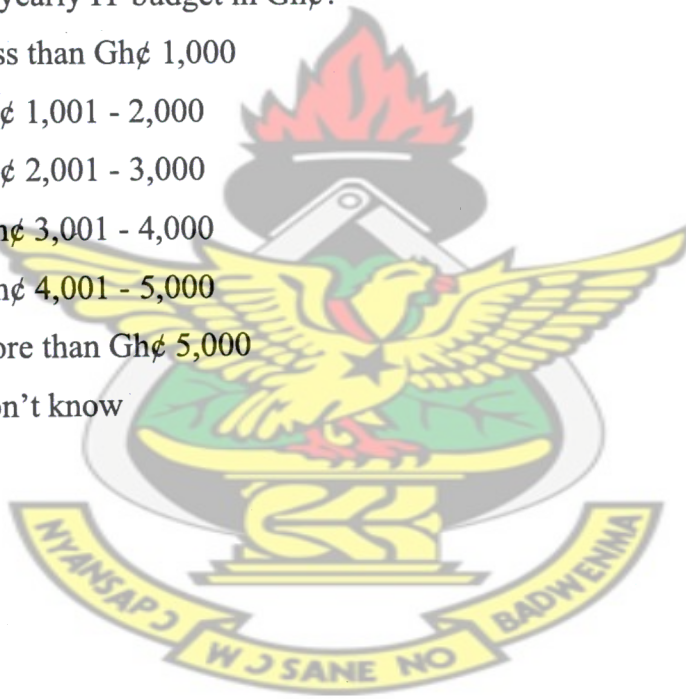 yearly IT budget in Gh¢?
ss than Gh¢ 1,000
¢ 1,001 - 2,000
¢ 2,001 - 3,000
h¢ 3,001 - 4,000
h¢ 4,001 - 5,000
ore than Gh¢ 5,000
on't know
NYANSAPƆ
WƆSANE NO
BADWENMA